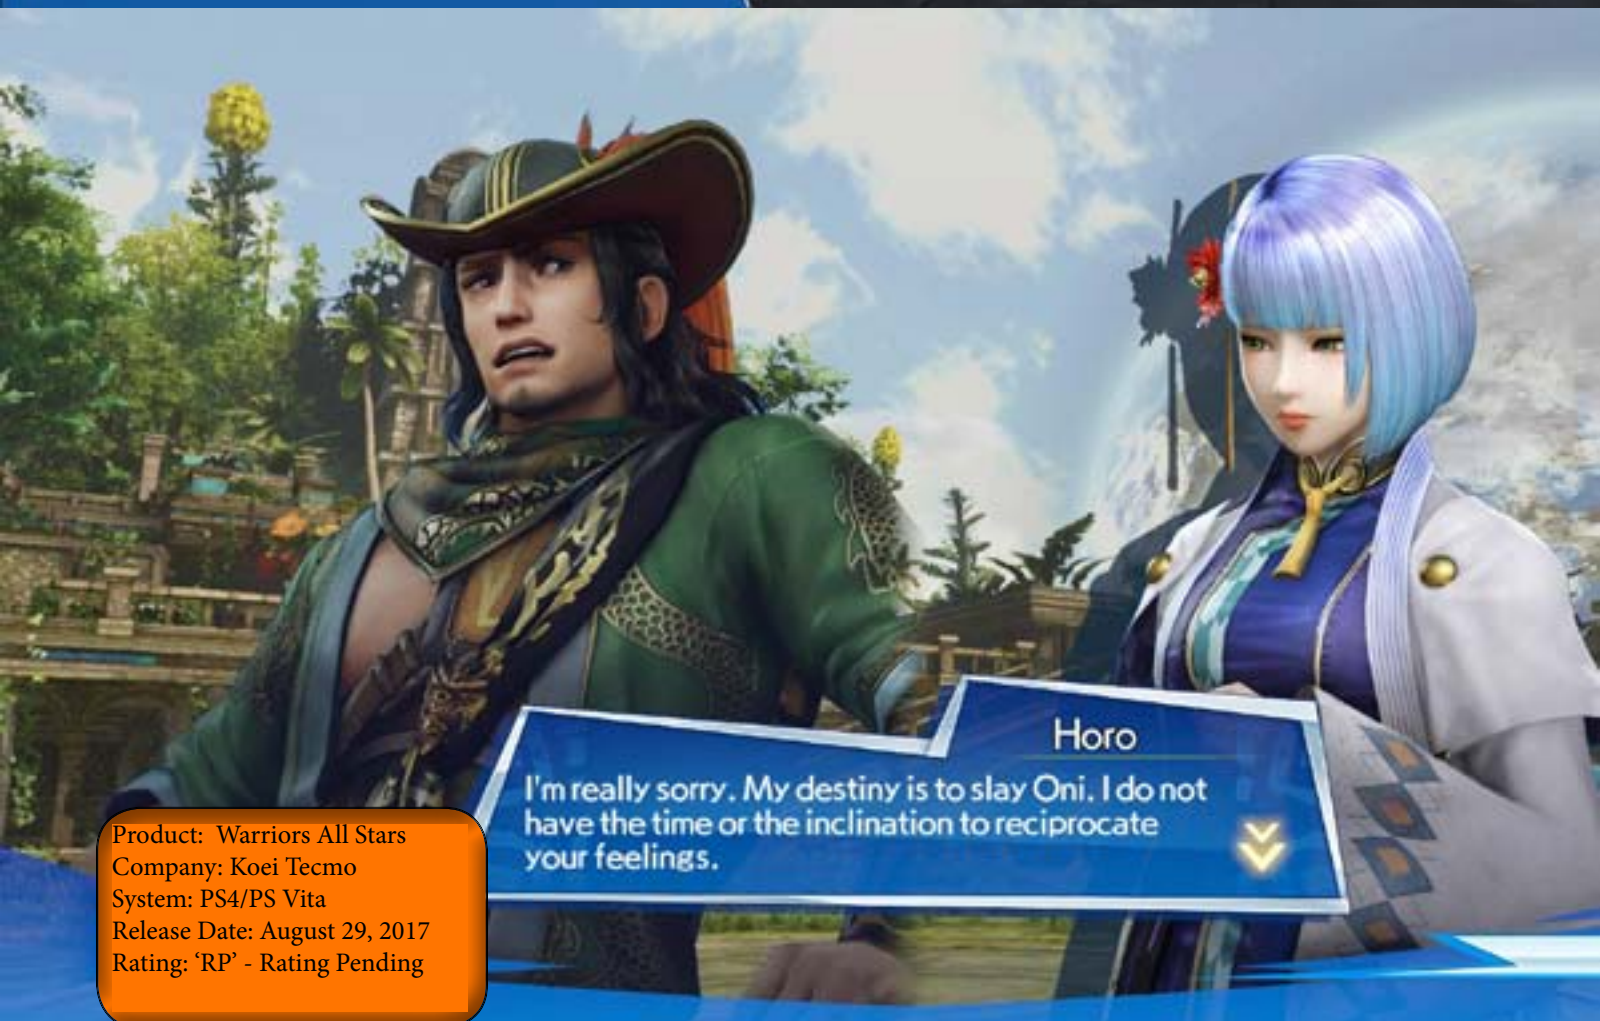 Horo
I'm really sorry. My destiny is to slay Oni. I do not
have the time or the inclination to reciprocate
your feelings.
Product: Warriors All Stars
Company: Koei Tecmo
System: PS4/PS Vita
Release Date: August 29, 2017
Rating: ‘RP’ - Rating Pending